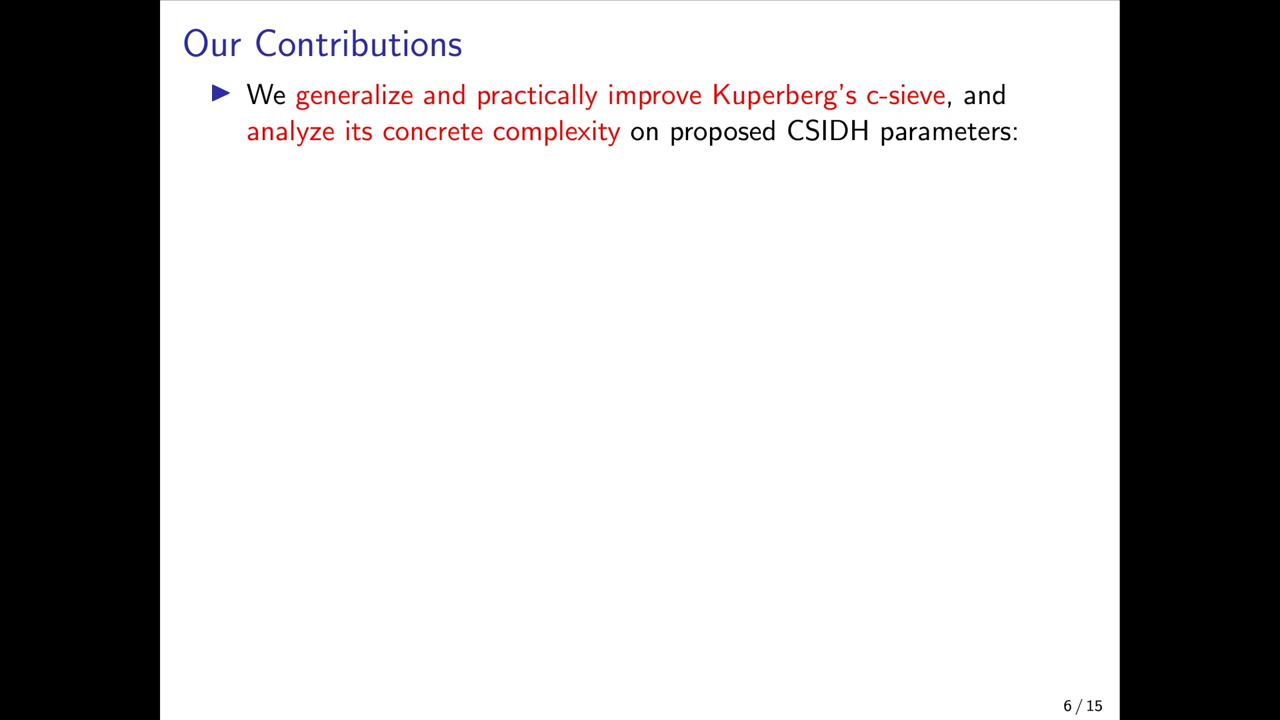 Our Contributions
▶ We generalize and practically improve Kuperberg's c-sieve, and
analyze its concrete complexity on proposed CSIDH parameters:
6 / 15